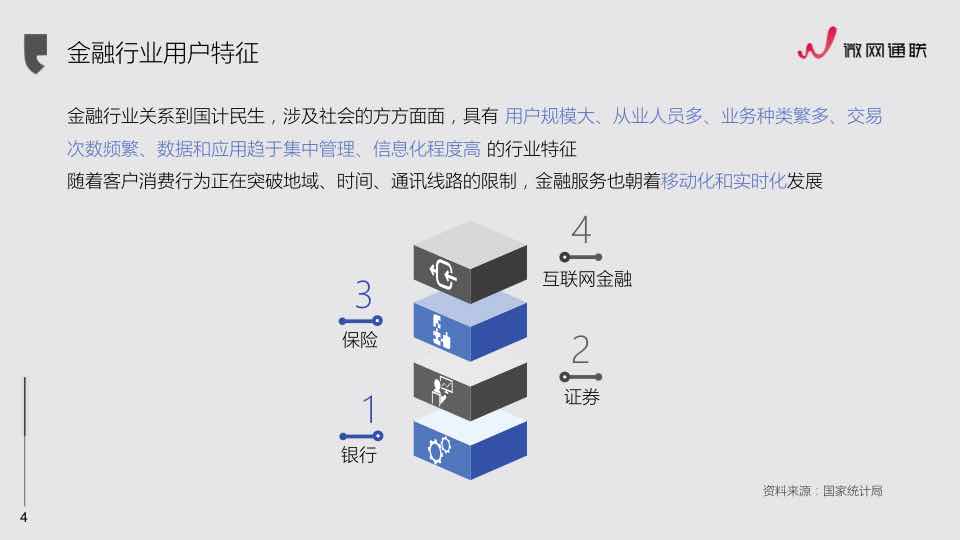 金融行业用户特征
微网通联
金融行业关系到国计民生，涉及社会的方方面面，具有 用户规模大、从业人员多、业务种类繁多、交易
次数频繁、数据和应用趋于集中管理、信息化程度高 的行业特征
随着客户消费行为正在突破地域、时间、通讯线路的限制，金融服务也朝着移动化和实时化发展
4
互联网金融
3
保险
2
证券
1
银行
资料来源：国家统计局
4